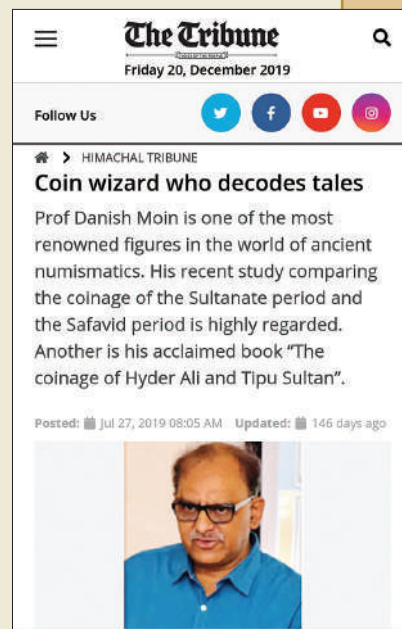 The Tribune
Friday 20, December 2019
Follow Us
HIMACHAL TRIBUNE
Coin wizard who decodes tales
Prof Danish Moin is one of the most
renowned figures in the world of ancient
numismatics. His recent study comparing
the coinage of the Sultanate period and
the Safavid period is highly regarded.
Another is his acclaimed book “The
coinage of Hyder Ali and Tipu Sultan”.
Posted: Jul 27, 2019 08:05 AM Updated: 146 days ago